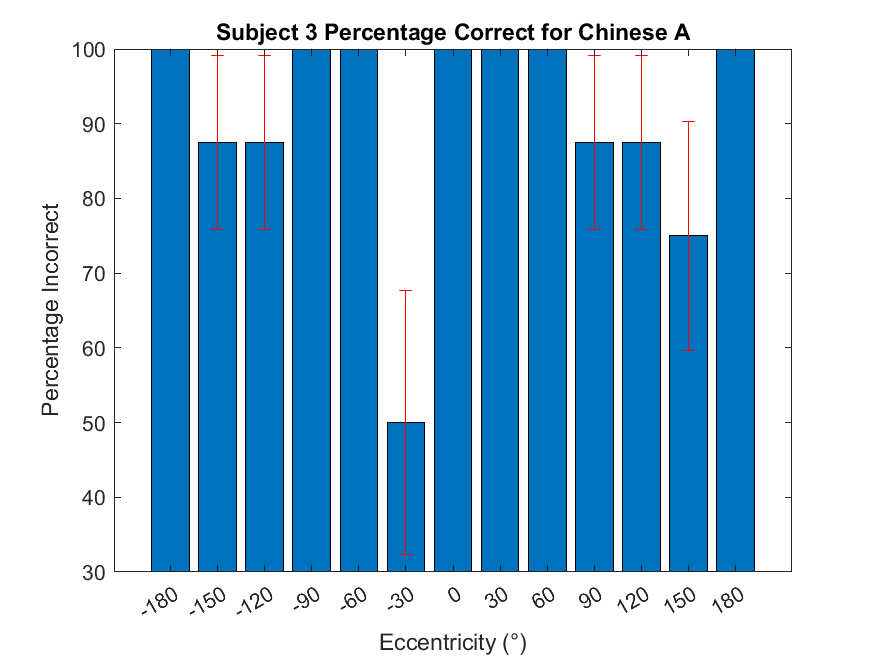 Subject 3 Percentage Correct for Chinese A
100
90
80
70
60
50
40
30
Percentage Incorrect
-180 -150 -120 -90 -60 -30 0 30 60 90 120 150 180
Eccentricity (°)